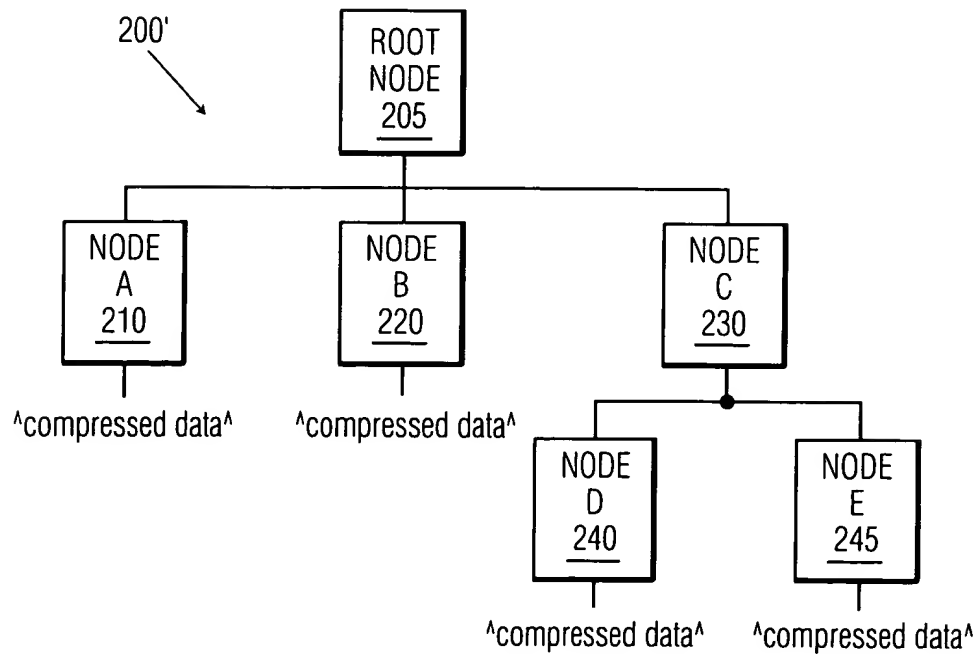 200'
ROOT
NODE
205
NODE
A
210
NODE
B
220
NODE
C
230
^compressed data^
^compressed data^
NODE
D
240
NODE
E
245
^compressed data^
^compressed data^